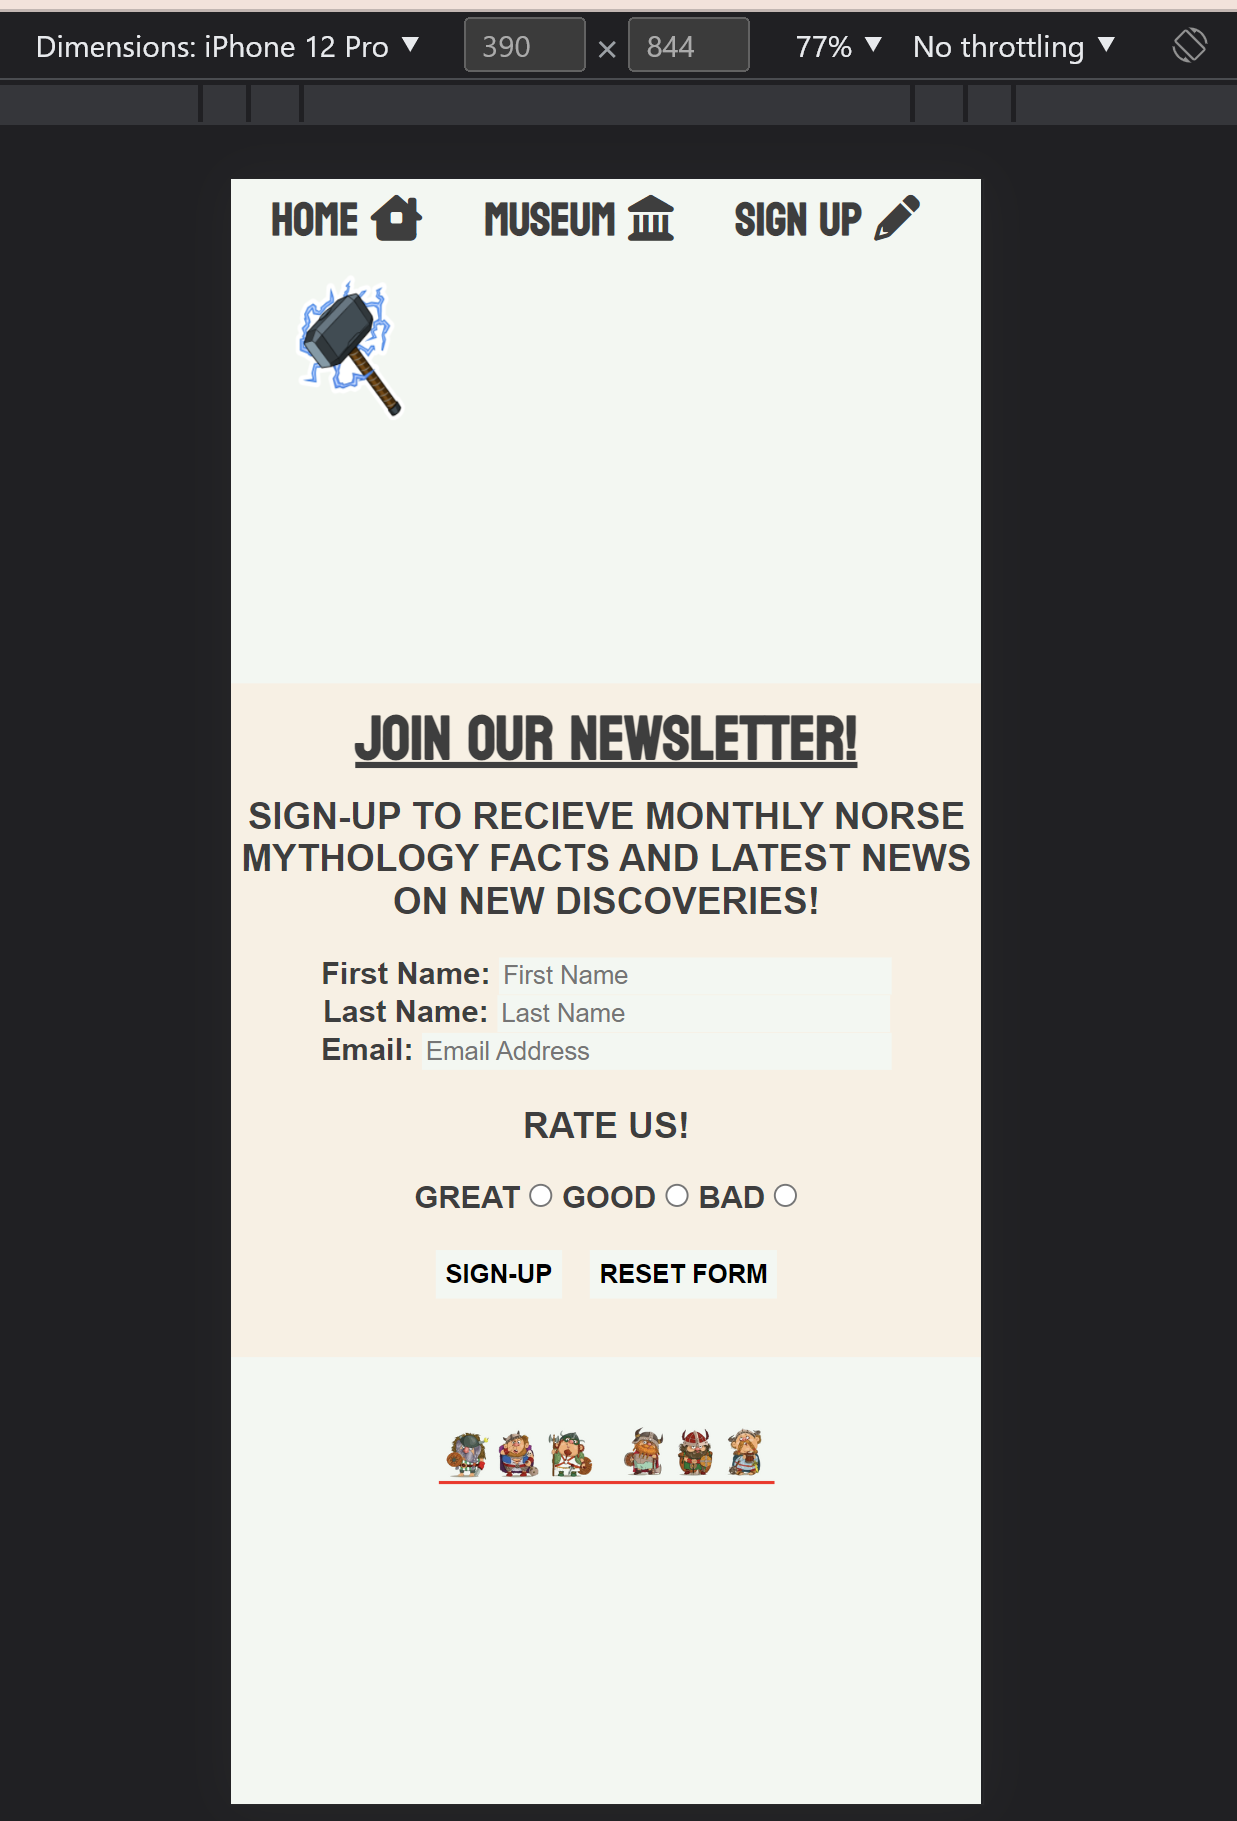 Dimensions: iPhone 12 Pro ▼ 390 × 844 77% ▼ No throttling ▼
HOME MUSEUM SIGN UP
JOIN OUR NEWSLETTER!
SIGN-UP TO RECIEVE MONTHLY NORSE
MYTHOLOGY FACTS AND LATEST NEWS
ON NEW DISCOVERIES!
First Name: First Name
Last Name: Last Name
Email: Email Address
RATE US!
GREAT GOOD BAD
SIGN-UP RESET FORM